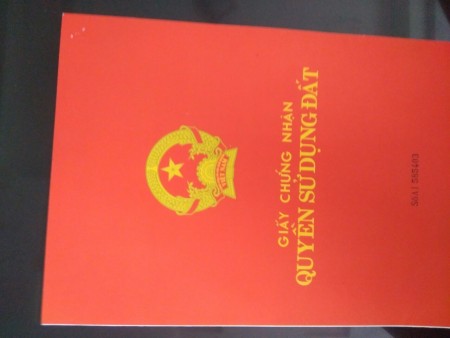 GIẤY CHỨNG NHẬN
QUYỀN SỬ DỤNG ĐẤT